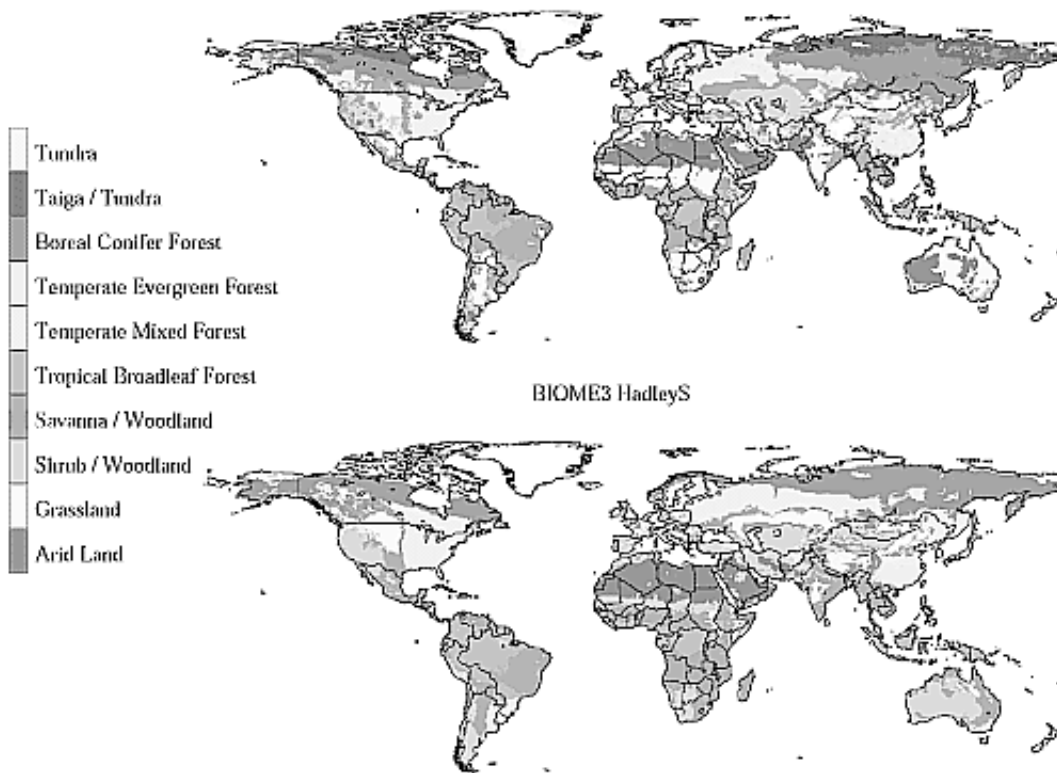 Tundra
Taiga / Tundra
Boreal Conifer Forest
Temperate Evergreen Forest
Temperate Mixed Forest
Tropical Broadleaf Forest
Savanna / Woodland
Shrub / Woodland
Grassland
Arid Land
BIOME3 HadleyS